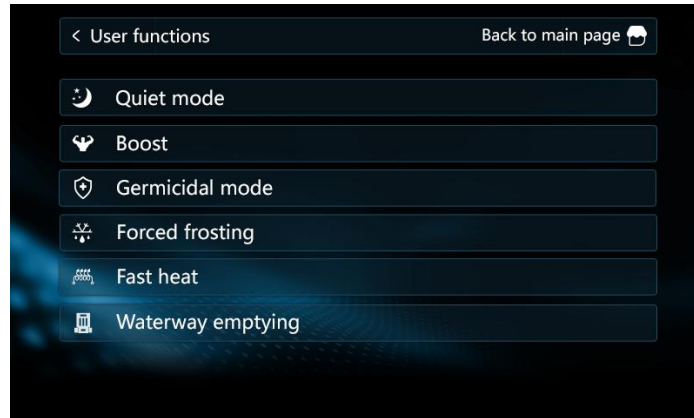 < User functions
Back to main page
Quiet mode
Boost
Germicidal mode
Forced frosting
Fast heat
Waterway emptying